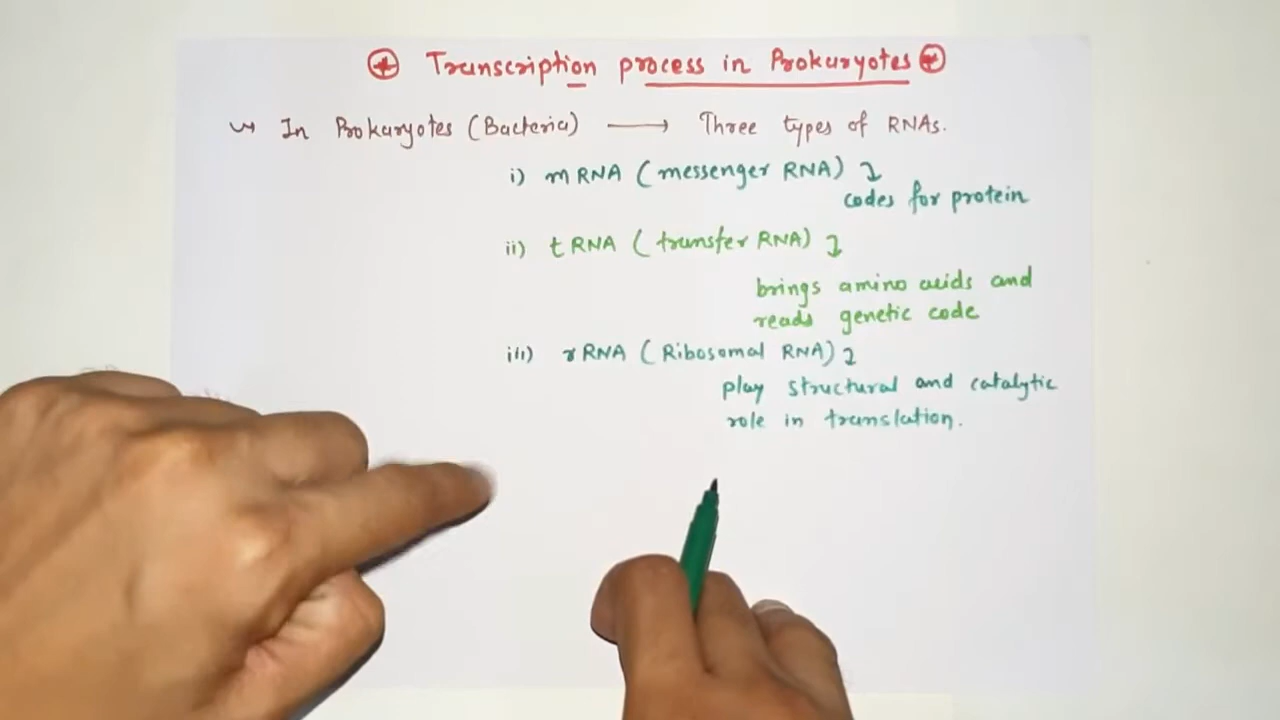 Transcription process in Prokaryotes
In Prokaryotes (Bacteria) → Three types of RNAs.
i) mRNA (messenger RNA)
codes for protein
ii) tRNA (transfer RNA)
brings amino acids and
reads genetic code
iii) rRNA (Ribosomal RNA)
play structural and catalytic
role in translation.